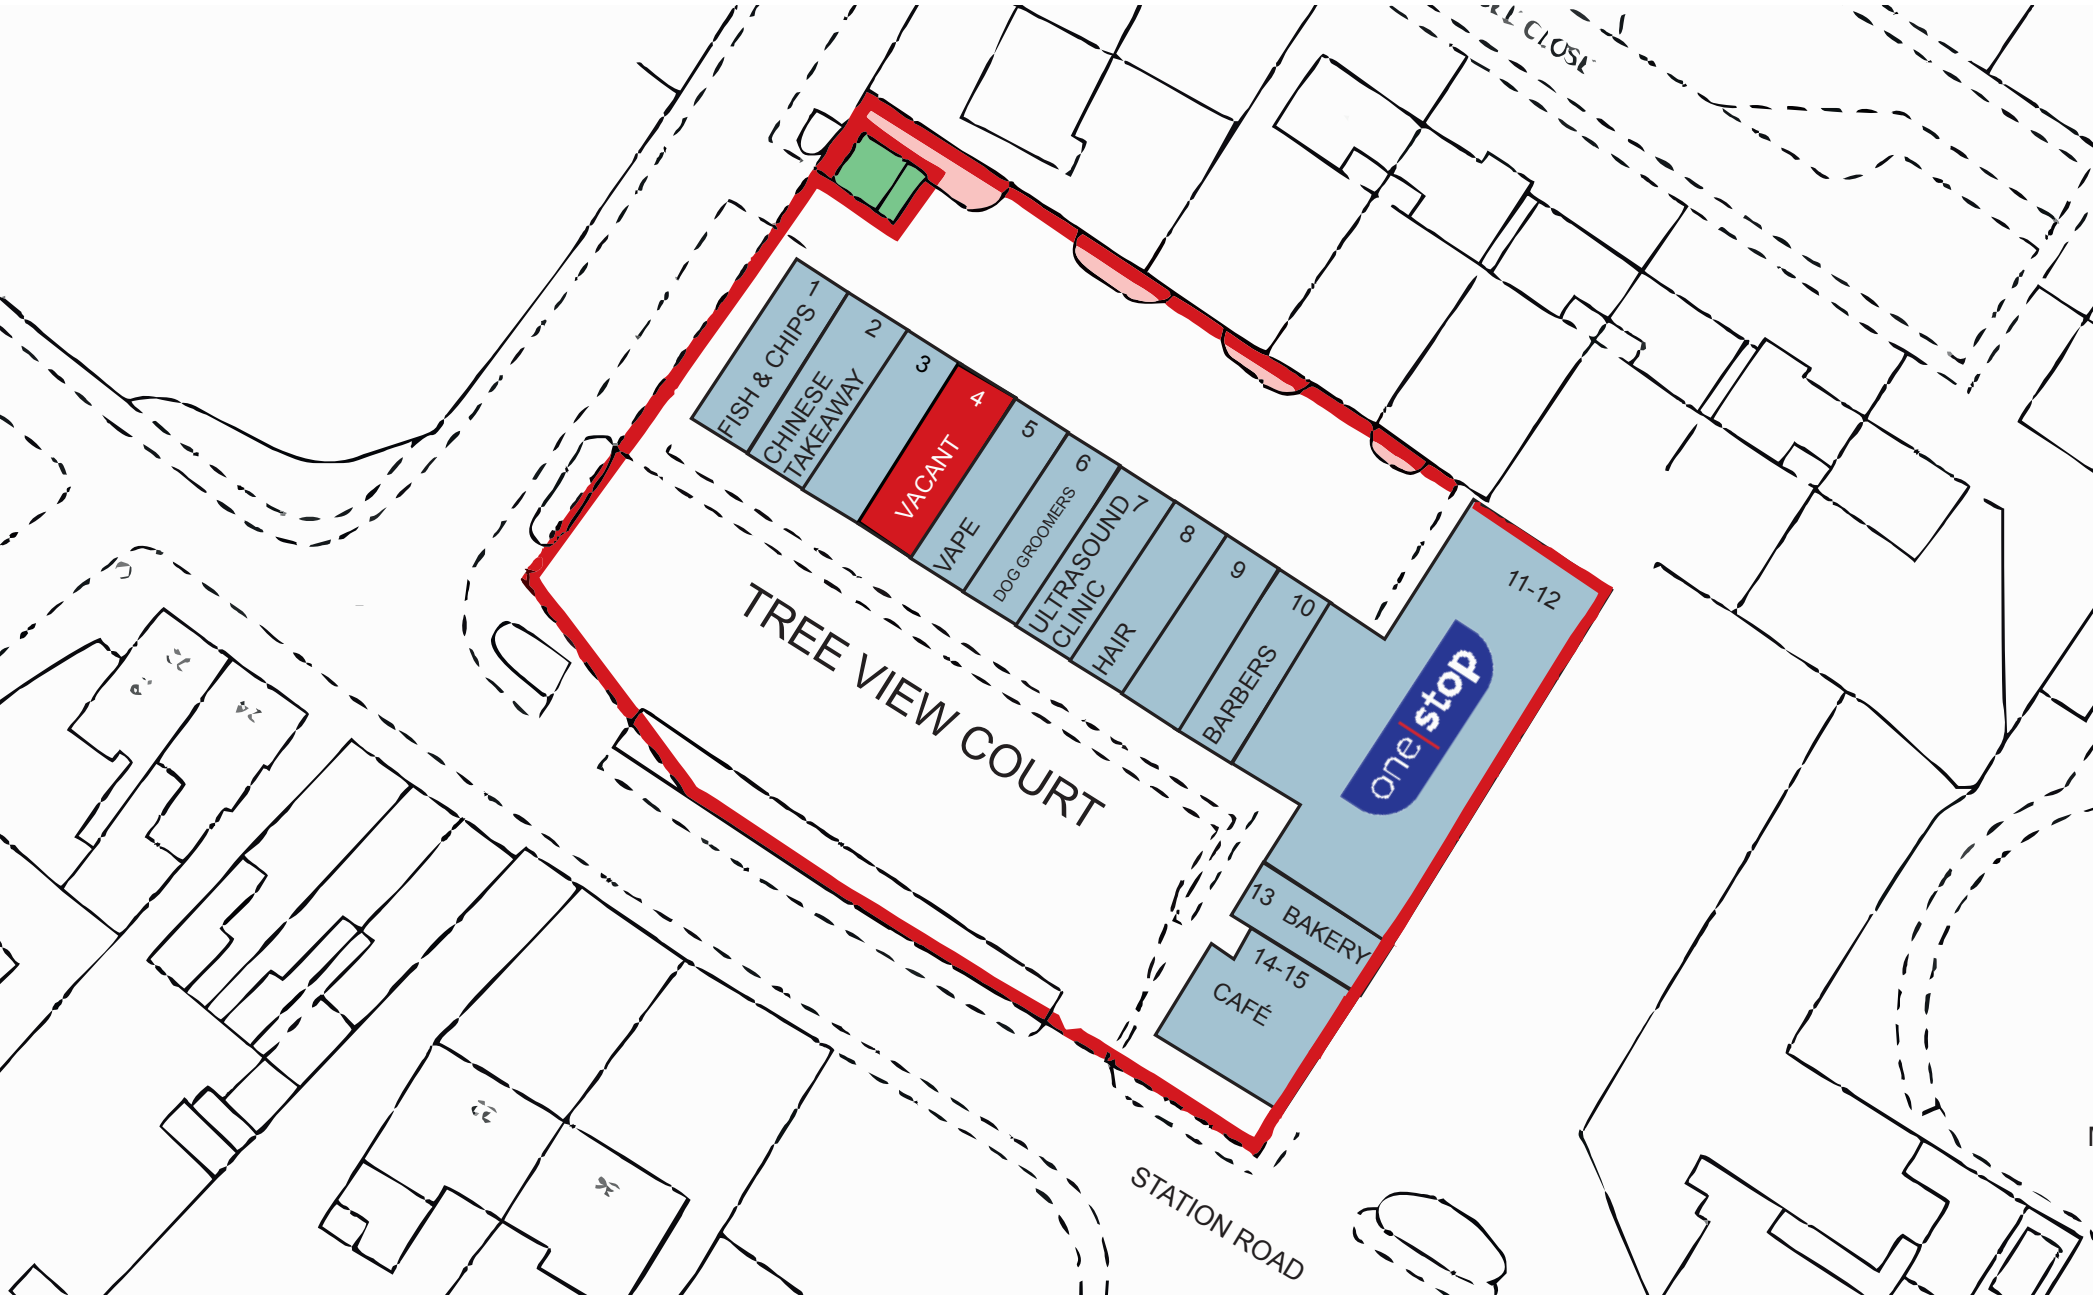 CLOSE
1
FISH & CHIPS
2
CHINESE
TAKEAWAY
3
4
VACANT
5
VAPE
6
DOG GROOMERS
7
ULTRASOUND
CLINIC
8
HAIR
9
10
BARBERS
11-12
one|stop
13 BAKERY
14-15
CAFÉ
TREE VIEW COURT
STATION ROAD